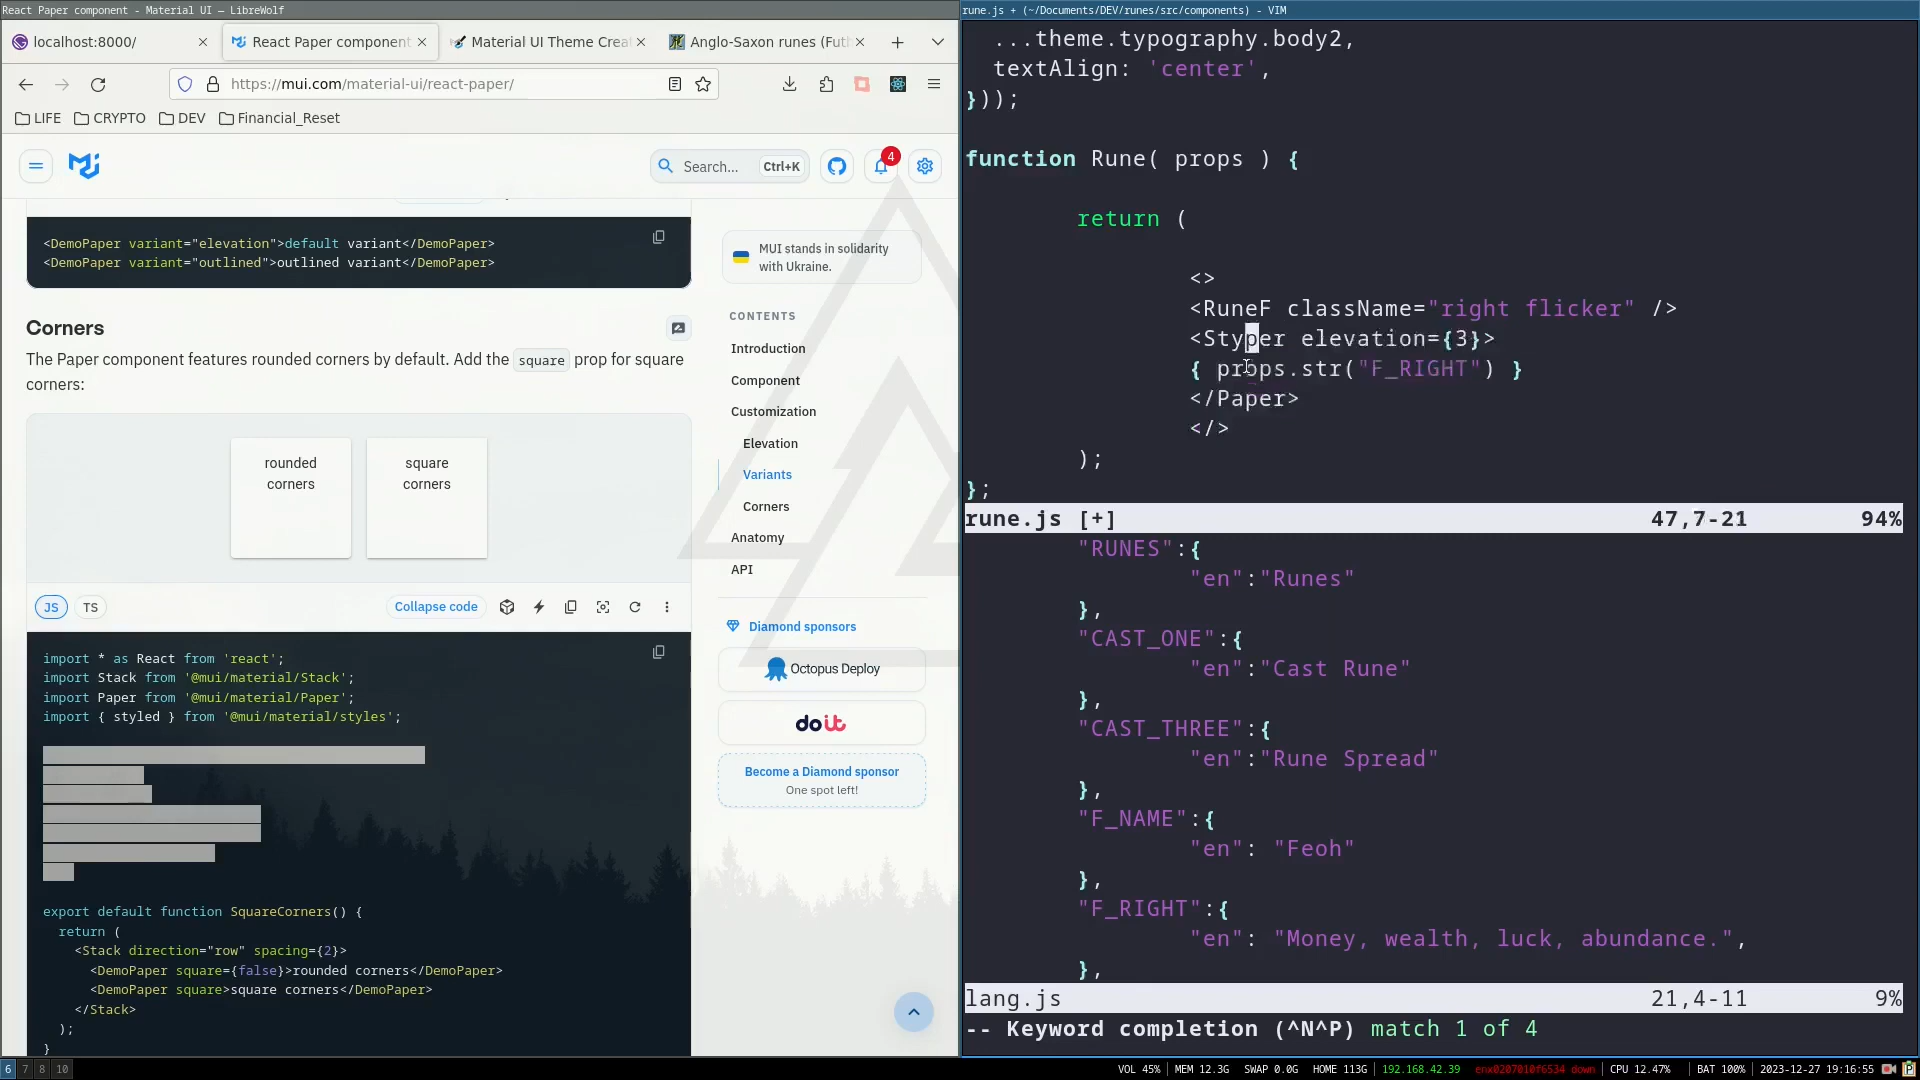 React Paper component - Material UI — LibreWolf
localhost:8000/
React Paper component
Material UI Theme Crea
Anglo-Saxon runes (Futh
https://mui.com/material-ui/react-paper/
LIFE CRYPTO DEV Financial_Reset
Search... Ctrl+K
4
<DemoPaper variant="elevation">default variant</DemoPaper>
<DemoPaper variant="outlined">outlined variant</DemoPaper>
Corners
The Paper component features rounded corners by default. Add the square prop for square
corners:
rounded
corners
square
corners
JS TS Collapse code
import * as React from 'react';
import Stack from '@mui/material/Stack';
import Paper from '@mui/material/Paper';
import { styled } from '@mui/material/styles';
export default function SquareCorners() {
return (
<Stack direction="row" spacing={2}>
<DemoPaper square={false}>rounded corners</DemoPaper>
<DemoPaper square>square corners</DemoPaper>
</Stack>
);
}
MUI stands in solidarity
with Ukraine.
CONTENTS
Introduction
Component
Customization
Elevation
Variants
Corners
Anatomy
API
Diamond sponsors
Octopus Deploy
doit
Become a Diamond sponsor
One spot left!
rune.js + (~/Documents/DEV/runes/src/components) - VIM
...theme.typography.body2,
textAlign: 'center',
}));
function Rune( props ) {
return (
<>
<RuneF className="right flicker" />
<Styper elevation={3}>
{ props.str("F_RIGHT") }
</Paper>
</>
);
};
rune.js [+] 47,7-21 94%
"RUNES":{
"en":"Runes"
},
"CAST_ONE":{
"en":"Cast Rune"
},
"CAST_THREE":{
"en":"Rune Spread"
},
"F_NAME":{
"en": "Feoh"
},
"F_RIGHT":{
"en": "Money, wealth, luck, abundance.",
},
lang.js 21,4-11 9%
-- Keyword completion (^N^P) match 1 of 4
6 7 8 10
VOL 45% MEM 12.3G SWAP 0.0G HOME 113G 192.168.42.39 enx0207010f6534 down CPU 12.47% BAT 100% 2023-12-27 19:16:55